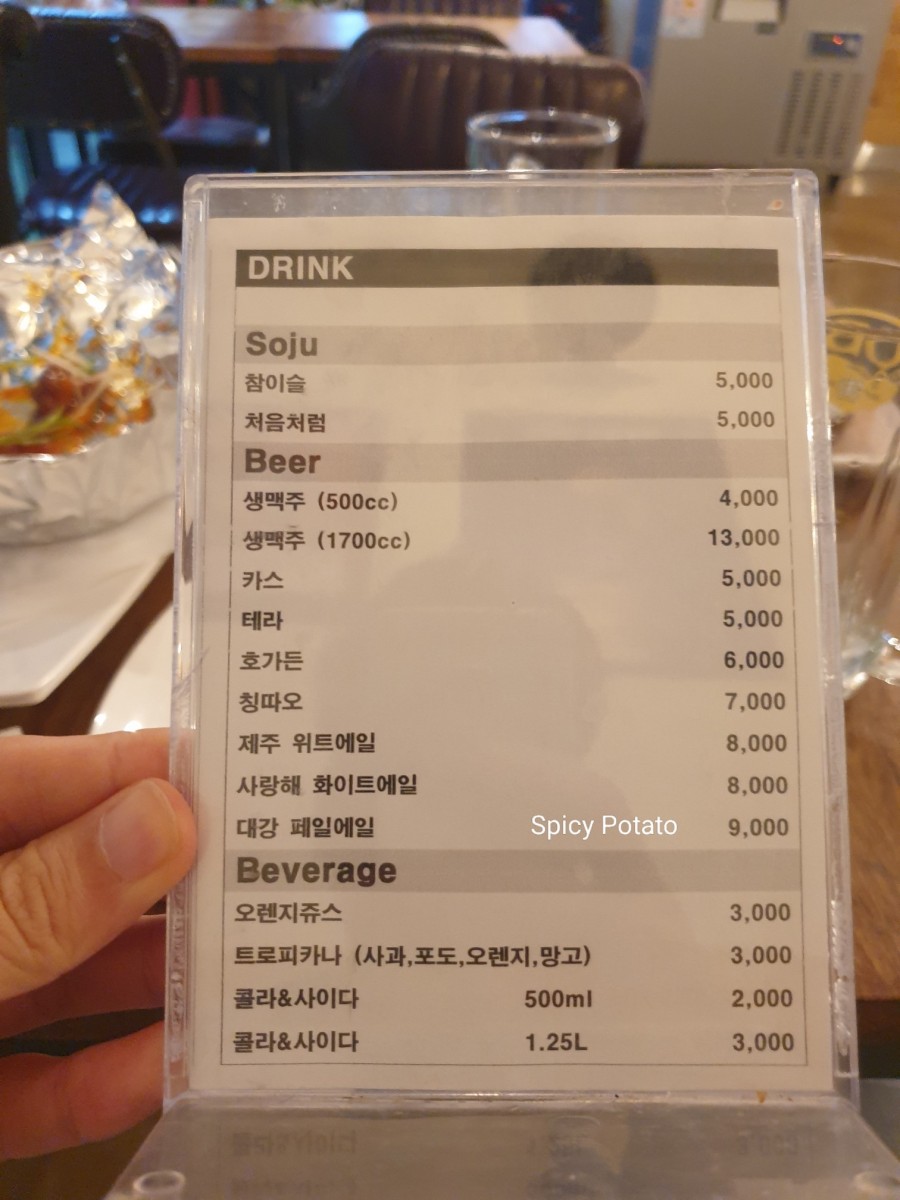 DRINK
Soju
참이슬 5,000
처음처럼 5,000
Beer
생맥주 (500cc) 4,000
생맥주 (1700cc) 13,000
카스 5,000
테라 5,000
호가든 6,000
칭따오 7,000
제주 위트에일 8,000
사랑해 화이트에일 8,000
대강 페일에일 Spicy Potato 9,000
Beverage
오렌지쥬스 3,000
트로피카나 (사과,포도,오렌지,망고) 3,000
콜라&사이다 500ml 2,000
콜라&사이다 1.25L 3,000